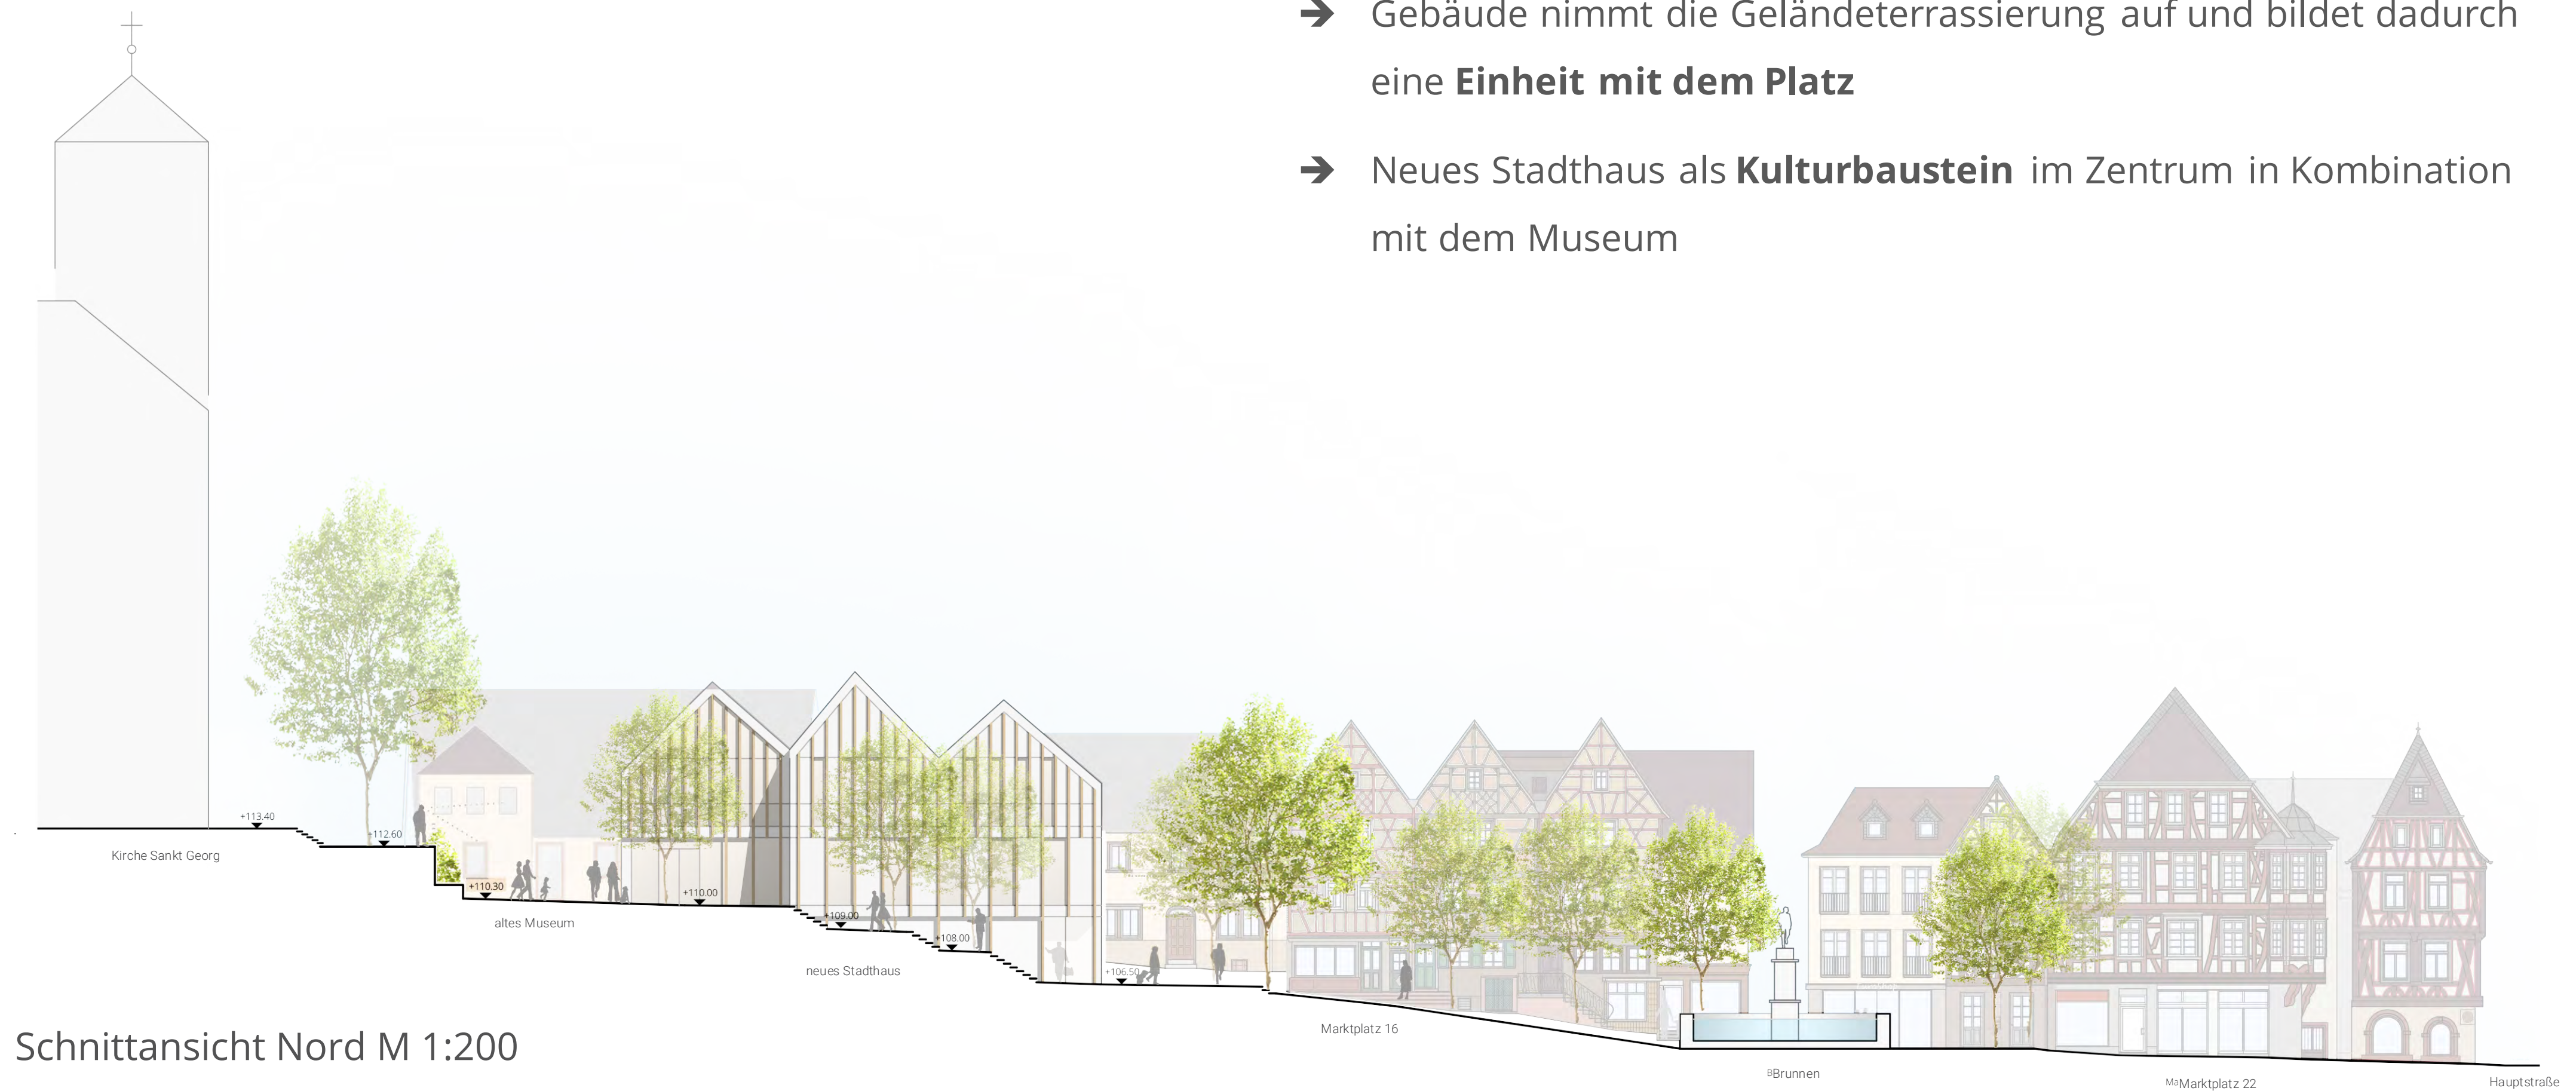 ➔ Gebäude nimmt die Geländeterrassierung auf und bildet dadurch
eine Einheit mit dem Platz
➔ Neues Stadthaus als Kulturbaustein im Zentrum in Kombination
mit dem Museum
+113.40
+112.60
Kirche Sankt Georg
+110.30
+110.00
altes Museum
+109.00
+108.00
neues Stadthaus
+106.50
Marktplatz 16
Schnittansicht Nord M 1:200
BBrunnen
MaMarktplatz 22
Hauptstraße